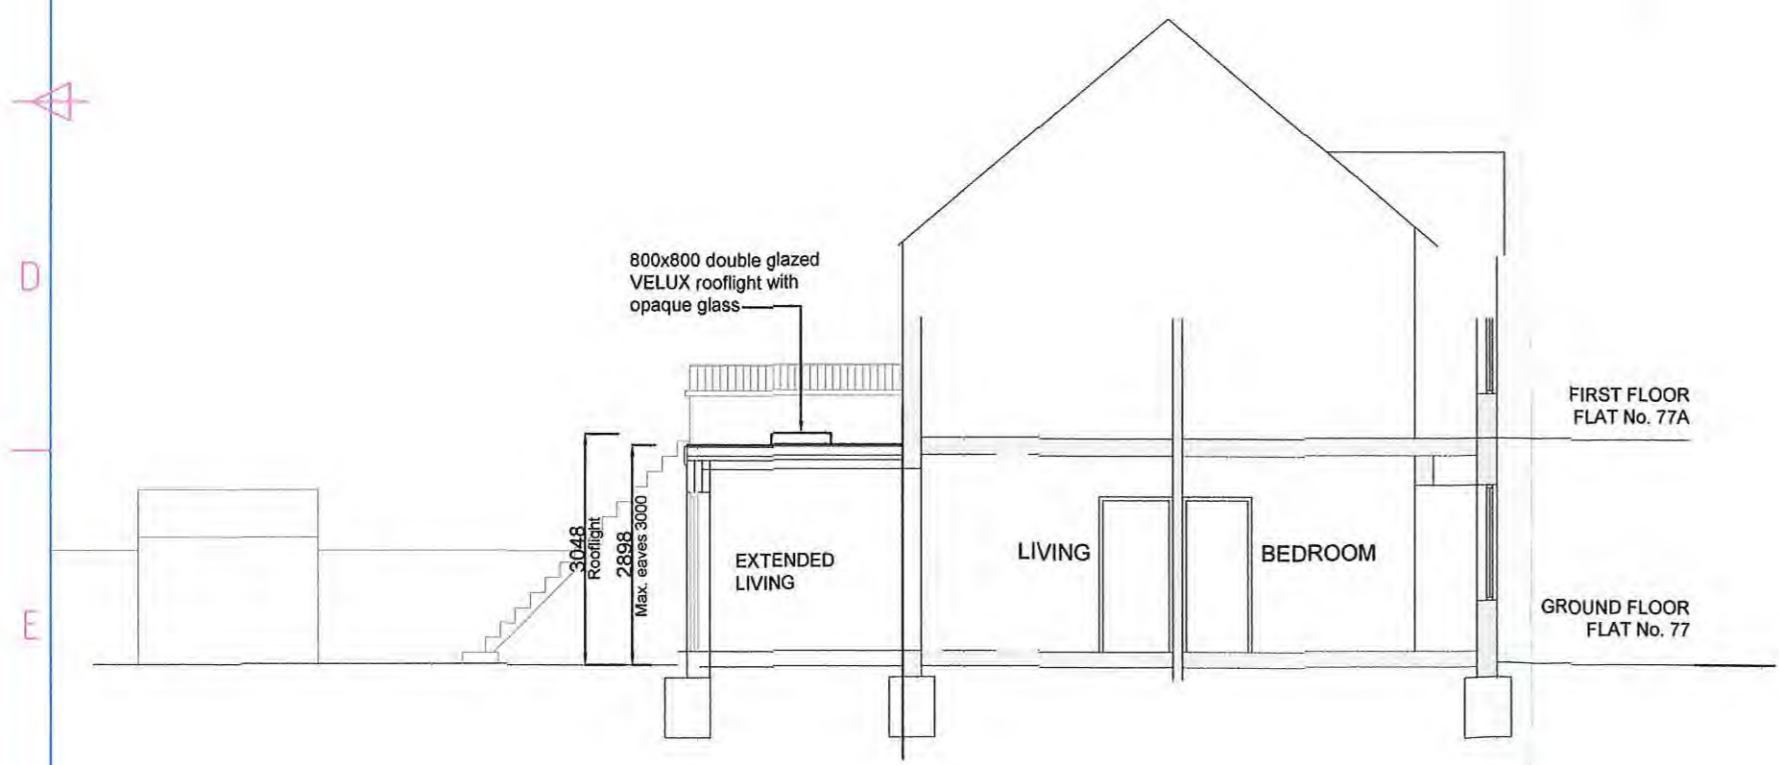 D
E
800x800 double glazed
VELUX rooflight with
opaque glass
3048
Rooflight
2898
Max. eaves 3000
EXTENDED
LIVING
LIVING
BEDROOM
FIRST FLOOR
FLAT No. 77A
GROUND FLOOR
FLAT No. 77